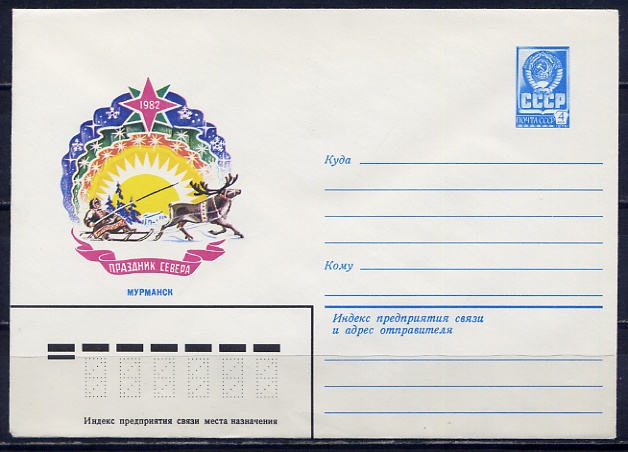 1982
ПРАЗДНИК СЕВЕРА
МУРМАНСК
СССР
ПОЧТА СССР
4
Куда
Кому
Индекс предприятия связи
и адрес отправителя
Индекс предприятия связи места назначения